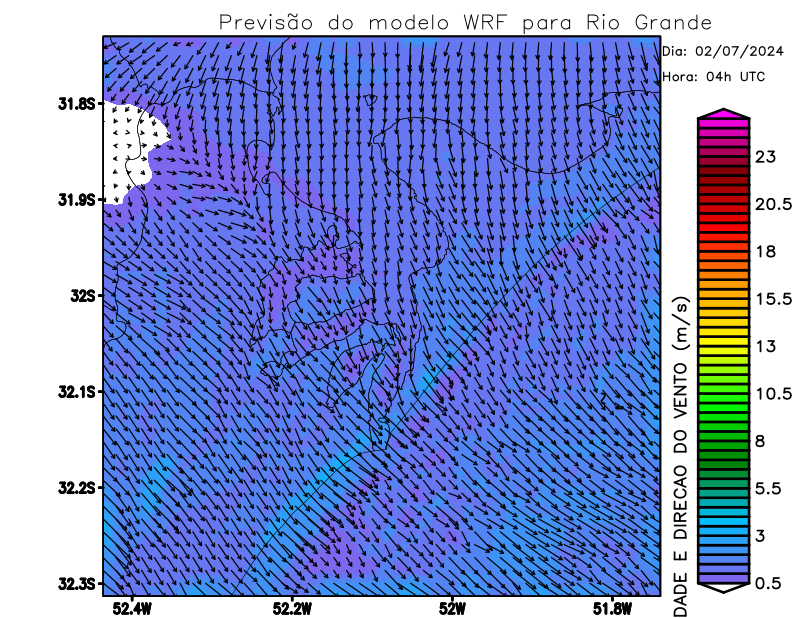 Previsão do modelo WRF para Rio Grande
Dia: 02/07/2024
Hora: 04h UTC
31.8S
31.9S
32S
32.1S
32.2S
32.3S
52.4W
52.2W
52W
51.8W
23
20.5
18
15.5
13
10.5
8
5.5
3
0.5
DADE E DIRECAO DO VENTO (m/s)